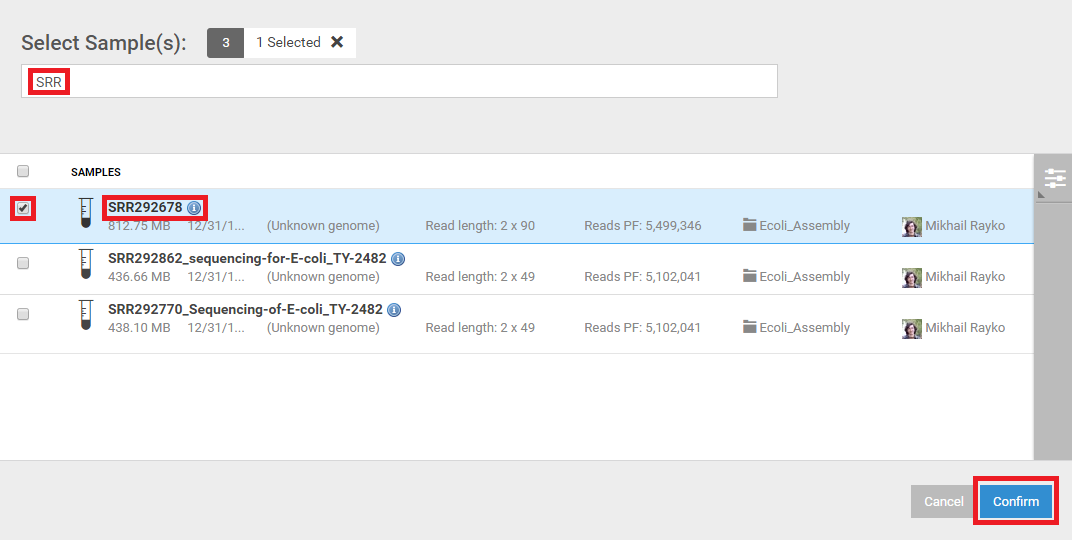 Select Sample(s): 3 1 Selected ✕
SRR
SAMPLES
SRR292678
812.75 MB 12/31/1... (Unknown genome) Read length: 2 x 90 Reads PF: 5,499,346 Ecoli_Assembly Mikhail Rayko
SRR292862_sequencing-for-E-coli_TY-2482
436.66 MB 12/31/1... (Unknown genome) Read length: 2 x 49 Reads PF: 5,102,041 Ecoli_Assembly Mikhail Rayko
SRR292770_Sequencing-of-E-coli_TY-2482
438.10 MB 12/31/1... (Unknown genome) Read length: 2 x 49 Reads PF: 5,102,041 Ecoli_Assembly Mikhail Rayko
Cancel Confirm